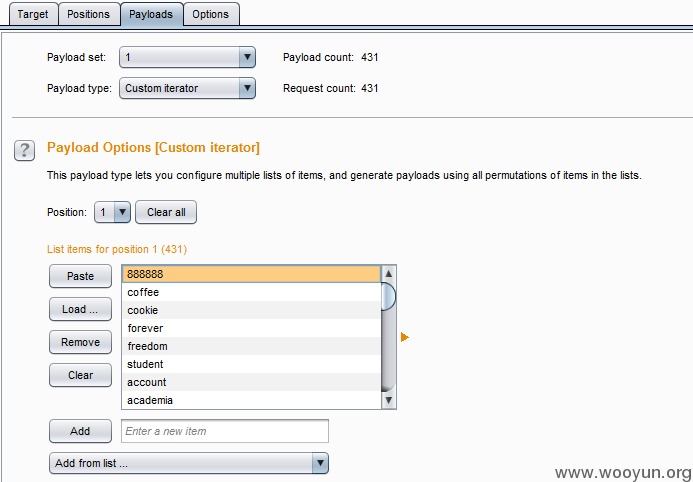 Target Positions Payloads Options
Payload set: 1 Payload count: 431
Payload type: Custom iterator Request count: 431
? Payload Options [Custom iterator]
This payload type lets you configure multiple lists of items, and generate payloads using all permutations of items in the lists.
Position: 1 Clear all
List items for position 1 (431)
Paste 888888
coffee
Load ... cookie
forever
Remove freedom
student
Clear account
academia
Add Enter a new item
Add from list ...
www.wooyun.org